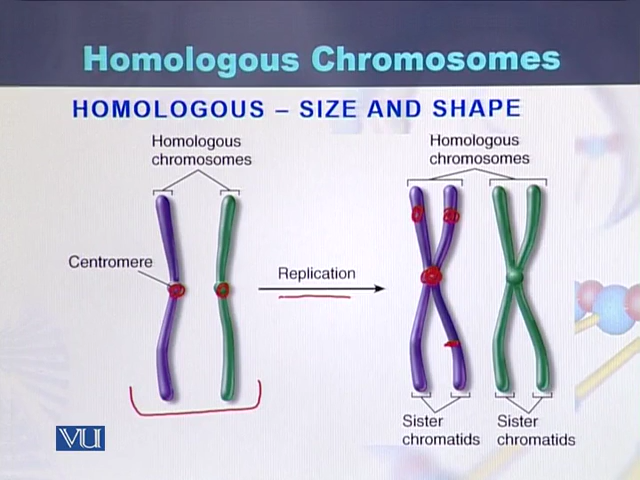 Homologous Chromosomes
HOMOLOGOUS – SIZE AND SHAPE
Homologous
chromosomes
Homologous
chromosomes
Centromere
Replication
Sister
chromatids
Sister
chromatids
VU